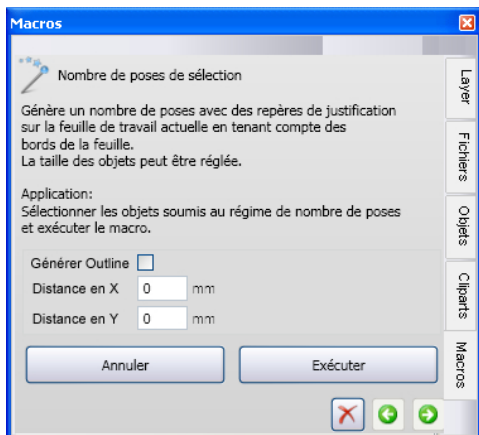 Macros
Nombre de poses de sélection
Génère un nombre de poses avec des repères de justification
sur la feuille de travail actuelle en tenant compte des
bords de la feuille.
La taille des objets peut être réglée.
Application:
Sélectionner les objets soumis au régime de nombre de poses
et exécuter le macro.
Générer Outline
Distance en X 0 mm
Distance en Y 0 mm
Annuler Exécuter
Layer
Fichiers
Objets
Cliparts
Macros